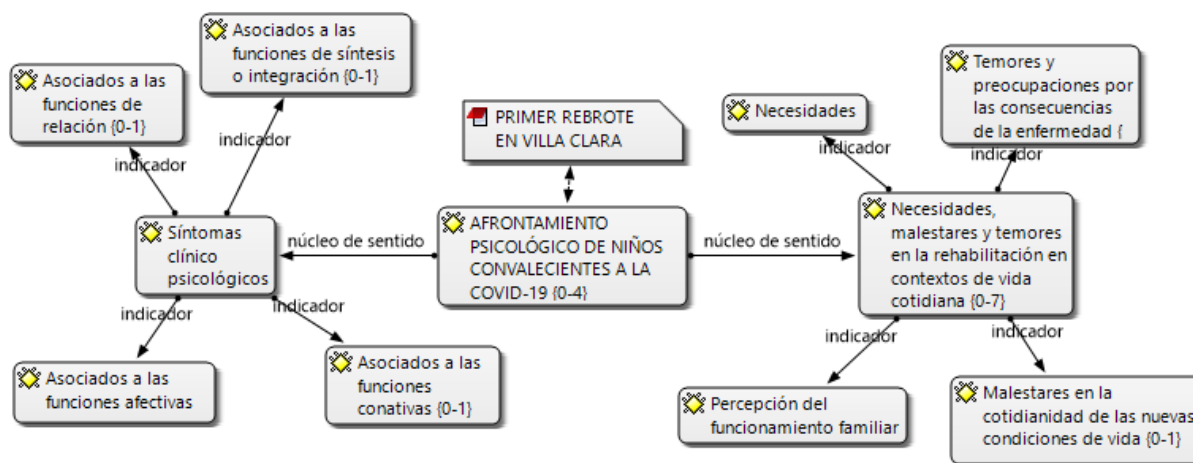 Asociados a las
funciones de
relación {0-1}
Asociados a las
funciones de síntesis
o integración {0-1}
indicador
indicador
Síntomas
clínico
psicológicos
indicador
indicador
Asociados a las
funciones afectivas
Asociados a las
funciones
conativas {0-1}
núcleo de sentido
PRIMER REBROTE
EN VILLA CLARA
AFRONTAMIENTO
PSICOLÓGICO DE NIÑOS
CONVALECIENTES A LA
COVID-19 {0-4}
núcleo de sentido
Necesidades
Temores y
preocupaciones por
las consecuencias
de la enfermedad {
indicador
indicador
Necesidades,
malestares y temores
en la rehabilitación en
contextos de vida
cotidiana {0-7}
indicador
indicador
Percepción del
funcionamiento familiar
Malestares en la
cotidianidad de las nuevas
condiciones de vida {0-1}